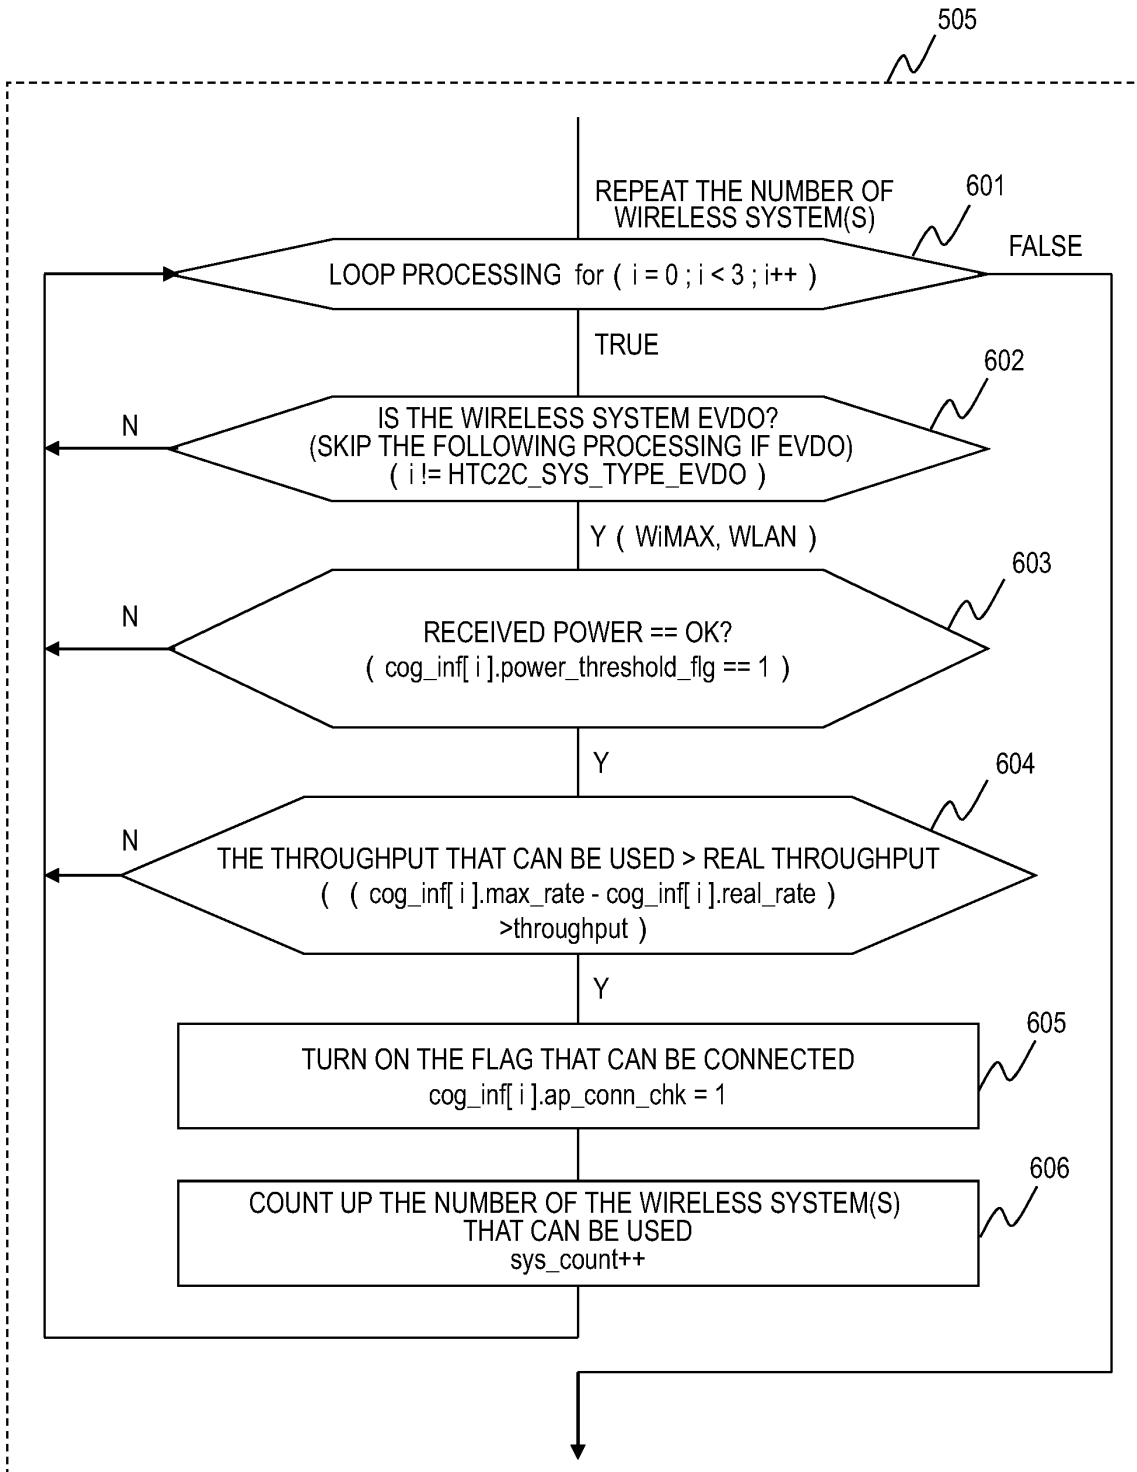 505
REPEAT THE NUMBER OF
WIRELESS SYSTEM(S)
601
FALSE
LOOP PROCESSING for ( i = 0 ; i < 3 ; i++ )
TRUE
602
N
IS THE WIRELESS SYSTEM EVDO?
(SKIP THE FOLLOWING PROCESSING IF EVDO)
( i != HTC2C_SYS_TYPE_EVDO )
Y ( WiMAX, WLAN )
603
N
RECEIVED POWER == OK?
( cog_inf[ i ].power_threshold_flg == 1 )
Y
604
N
THE THROUGHPUT THAT CAN BE USED > REAL THROUGHPUT
( ( cog_inf[ i ].max_rate - cog_inf[ i ].real_rate )
>throughput )
Y
605
TURN ON THE FLAG THAT CAN BE CONNECTED
cog_inf[ i ].ap_conn_chk = 1
606
COUNT UP THE NUMBER OF THE WIRELESS SYSTEM(S)
THAT CAN BE USED
sys_count++